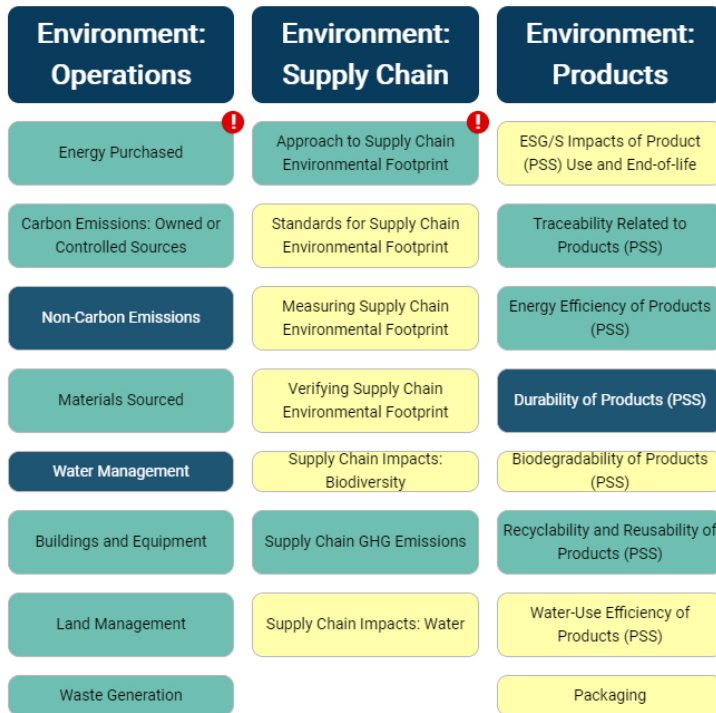 Environment:
Operations
Environment:
Supply Chain
Environment:
Products
!
!
Energy Purchased
Approach to Supply Chain
Environmental Footprint
ESG/S Impacts of Product
(PSS) Use and End-of-life
Carbon Emissions: Owned or
Controlled Sources
Standards for Supply Chain
Environmental Footprint
Traceability Related to
Products (PSS)
Non-Carbon Emissions
Measuring Supply Chain
Environmental Footprint
Energy Efficiency of Products
(PSS)
Materials Sourced
Verifying Supply Chain
Environmental Footprint
Durability of Products (PSS)
Water Management
Supply Chain Impacts:
Biodiversity
Biodegradability of Products
(PSS)
Buildings and Equipment
Supply Chain GHG Emissions
Recyclability and Reusability of
Products (PSS)
Land Management
Supply Chain Impacts: Water
Water-Use Efficiency of
Products (PSS)
Waste Generation
Packaging